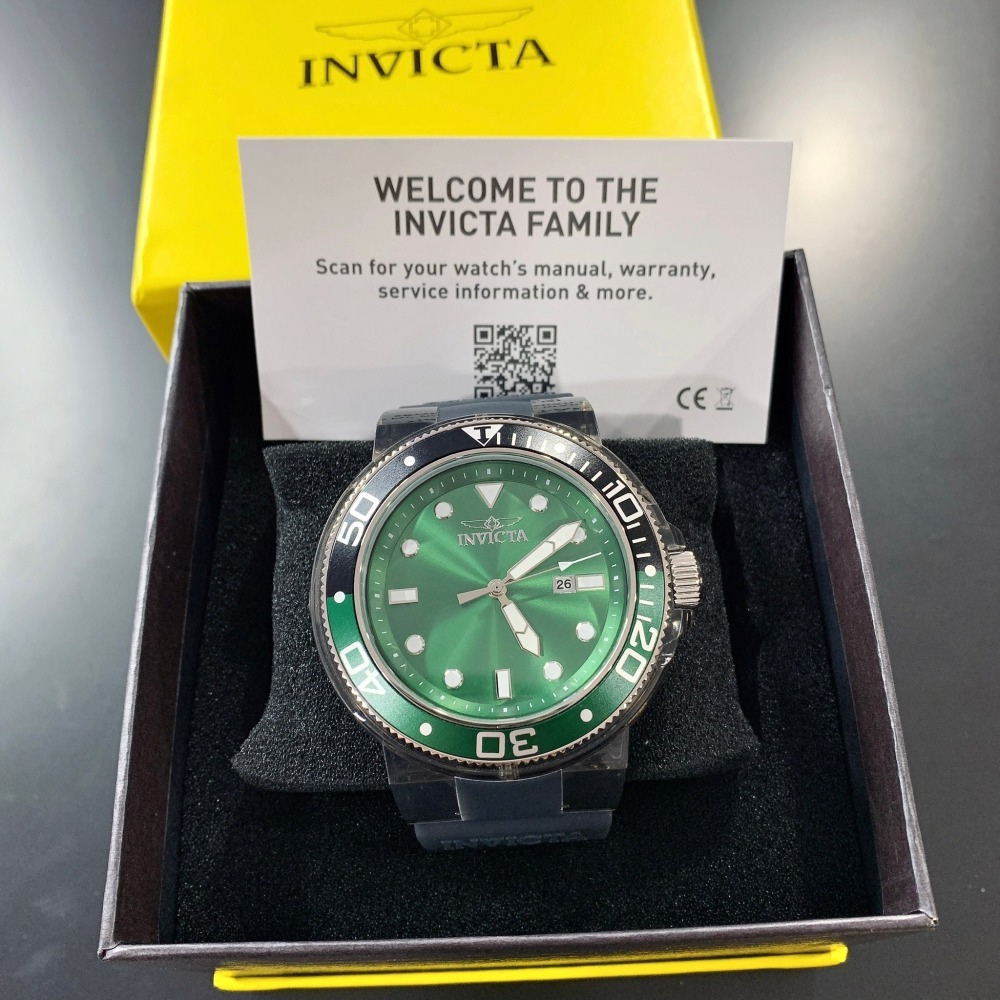 INVICTA
WELCOME TO THE
INVICTA FAMILY
Scan for your watch's manual, warranty,
service information & more.
CE
T
10
20
30
40
50
INVICTA
26
INVICTA